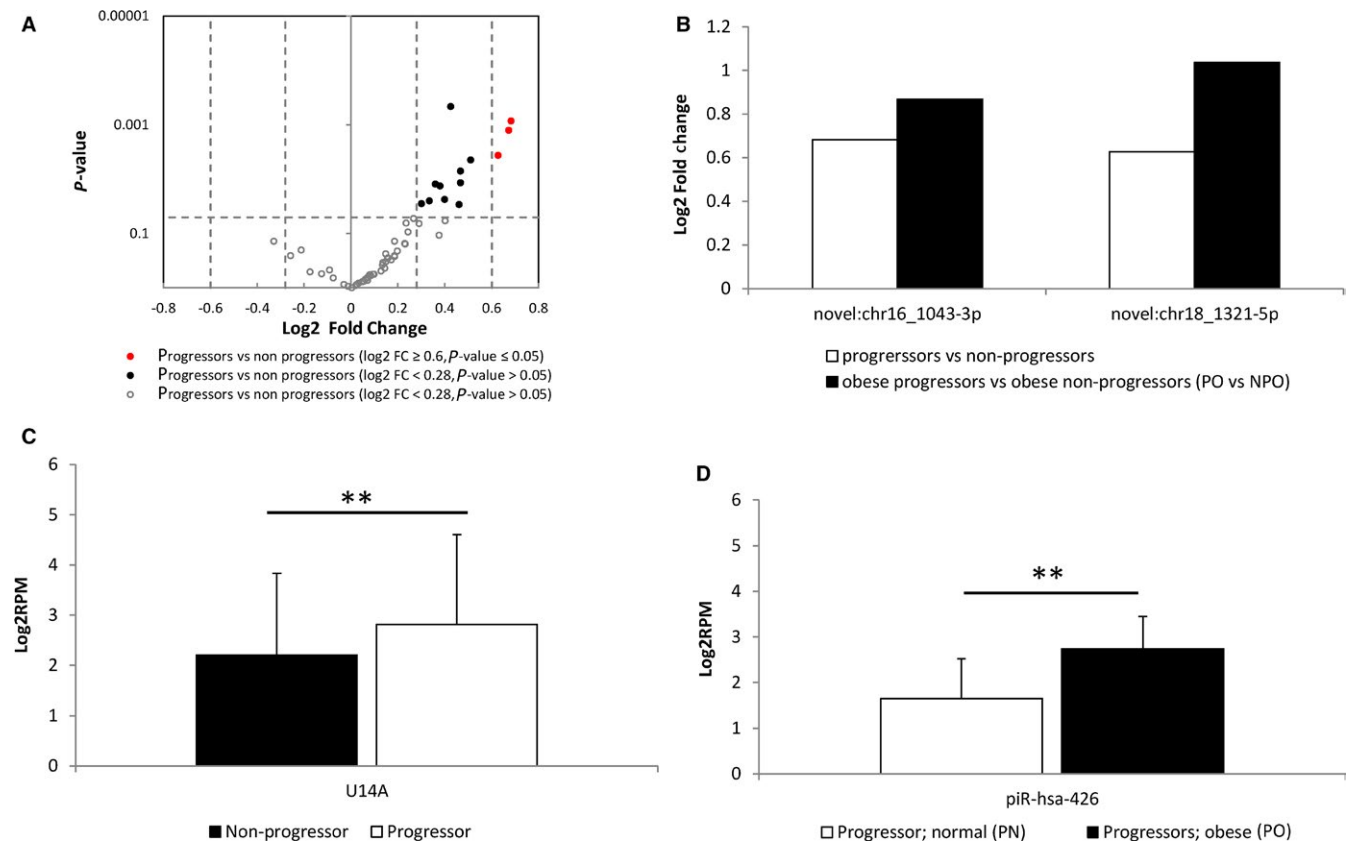 A
0.00001
0.001
0.1
P-value
-0.8 -0.6 -0.4 -0.2 0 0.2 0.4 0.6 0.8
Log2 Fold Change
Progressors vs non progressors (log2 FC ≥ 0.6, P-value ≤ 0.05)
Progressors vs non progressors (log2 FC < 0.28, P-value > 0.05)
Progressors vs non progressors (log2 FC < 0.28, P-value > 0.05)
B
1.2
1
0.8
0.6
0.4
0.2
0
Log2 Fold change
novel:chr16_1043-3p novel:chr18_1321-5p
progrerssors vs non-progressors
obese progressors vs obese non-progressors (PO vs NPO)
C
6
5
4
3
2
1
0
Log2RPM
**
U14A
Non-progressor Progressor
D
6
5
4
3
2
1
0
Log2RPM
**
piR-hsa-426
Progressor; normal (PN) Progressors; obese (PO)